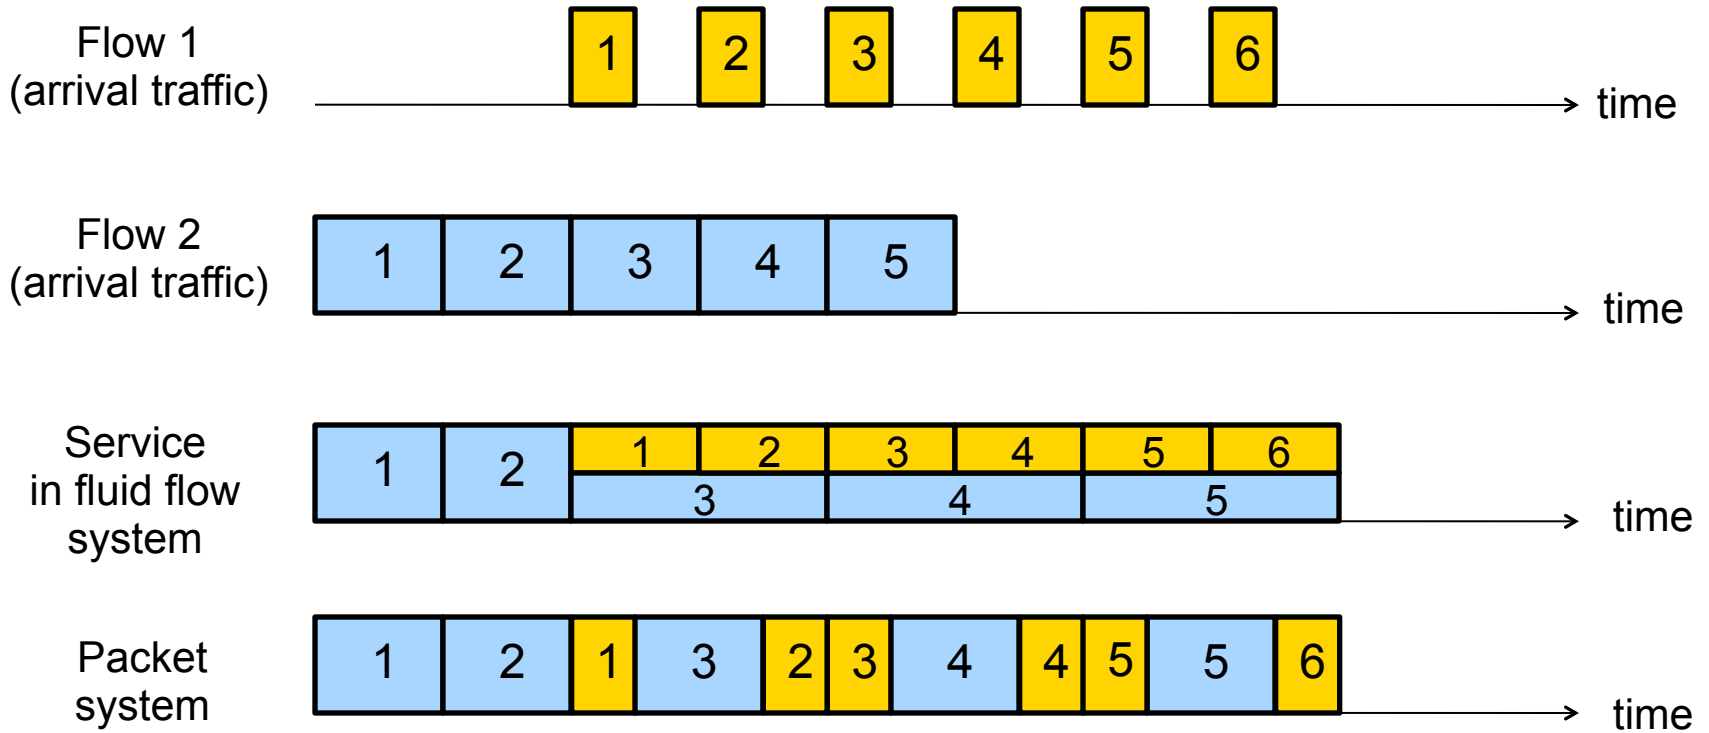 Flow 1
(arrival traffic)
1 2 3 4 5 6
time
Flow 2
(arrival traffic)
1 2 3 4 5
time
Service
in fluid flow
system
1 2
1 2 3 4 5 6
3 4 5
time
Packet
system
1 2 1 3 2 3 4 4 5 5 6
time